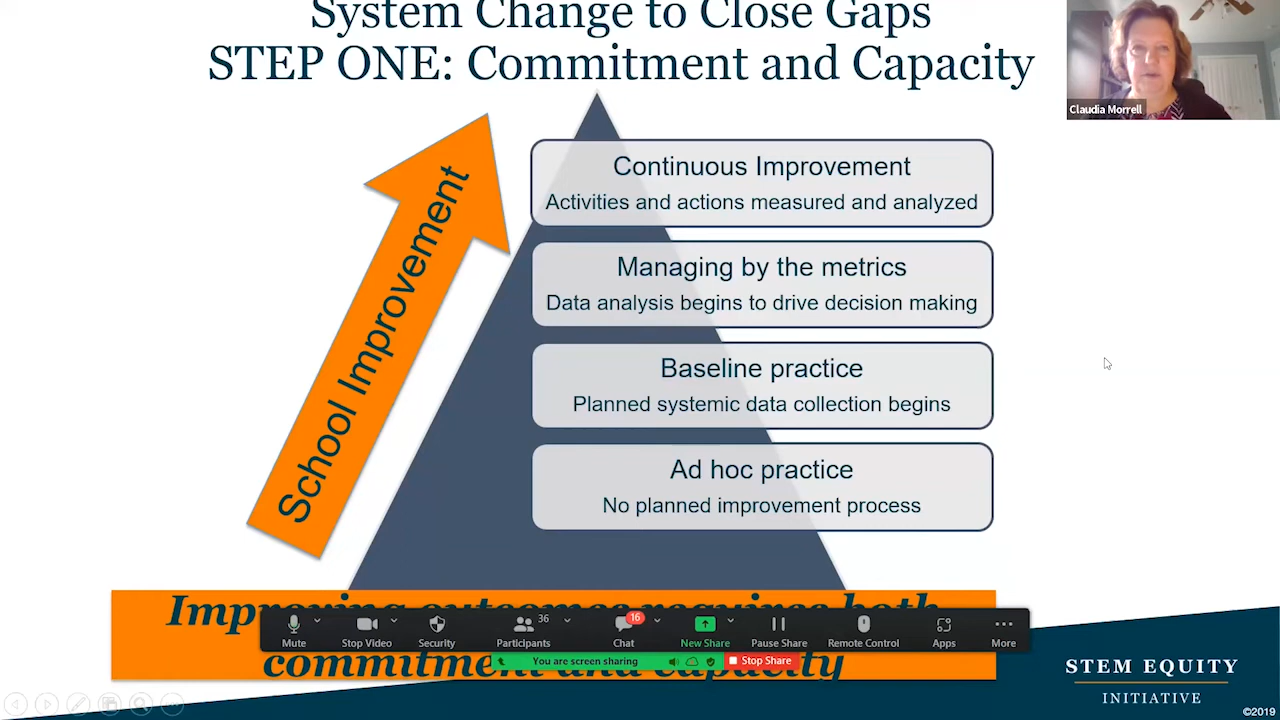 System Change to Close Gaps
STEP ONE: Commitment and Capacity
Claudia Morrell
School Improvement
Continuous Improvement
Activities and actions measured and analyzed
Managing by the metrics
Data analysis begins to drive decision making
Baseline practice
Planned systemic data collection begins
Ad hoc practice
No planned improvement process
Improving outcomes requires both
commitment and capacity
36
16
Mute
Stop Video
Security
Participants
Chat
New Share
Pause Share
Remote Control
Apps
More
You are screen sharing
Stop Share
STEM EQUITY
INITIATIVE
©2019